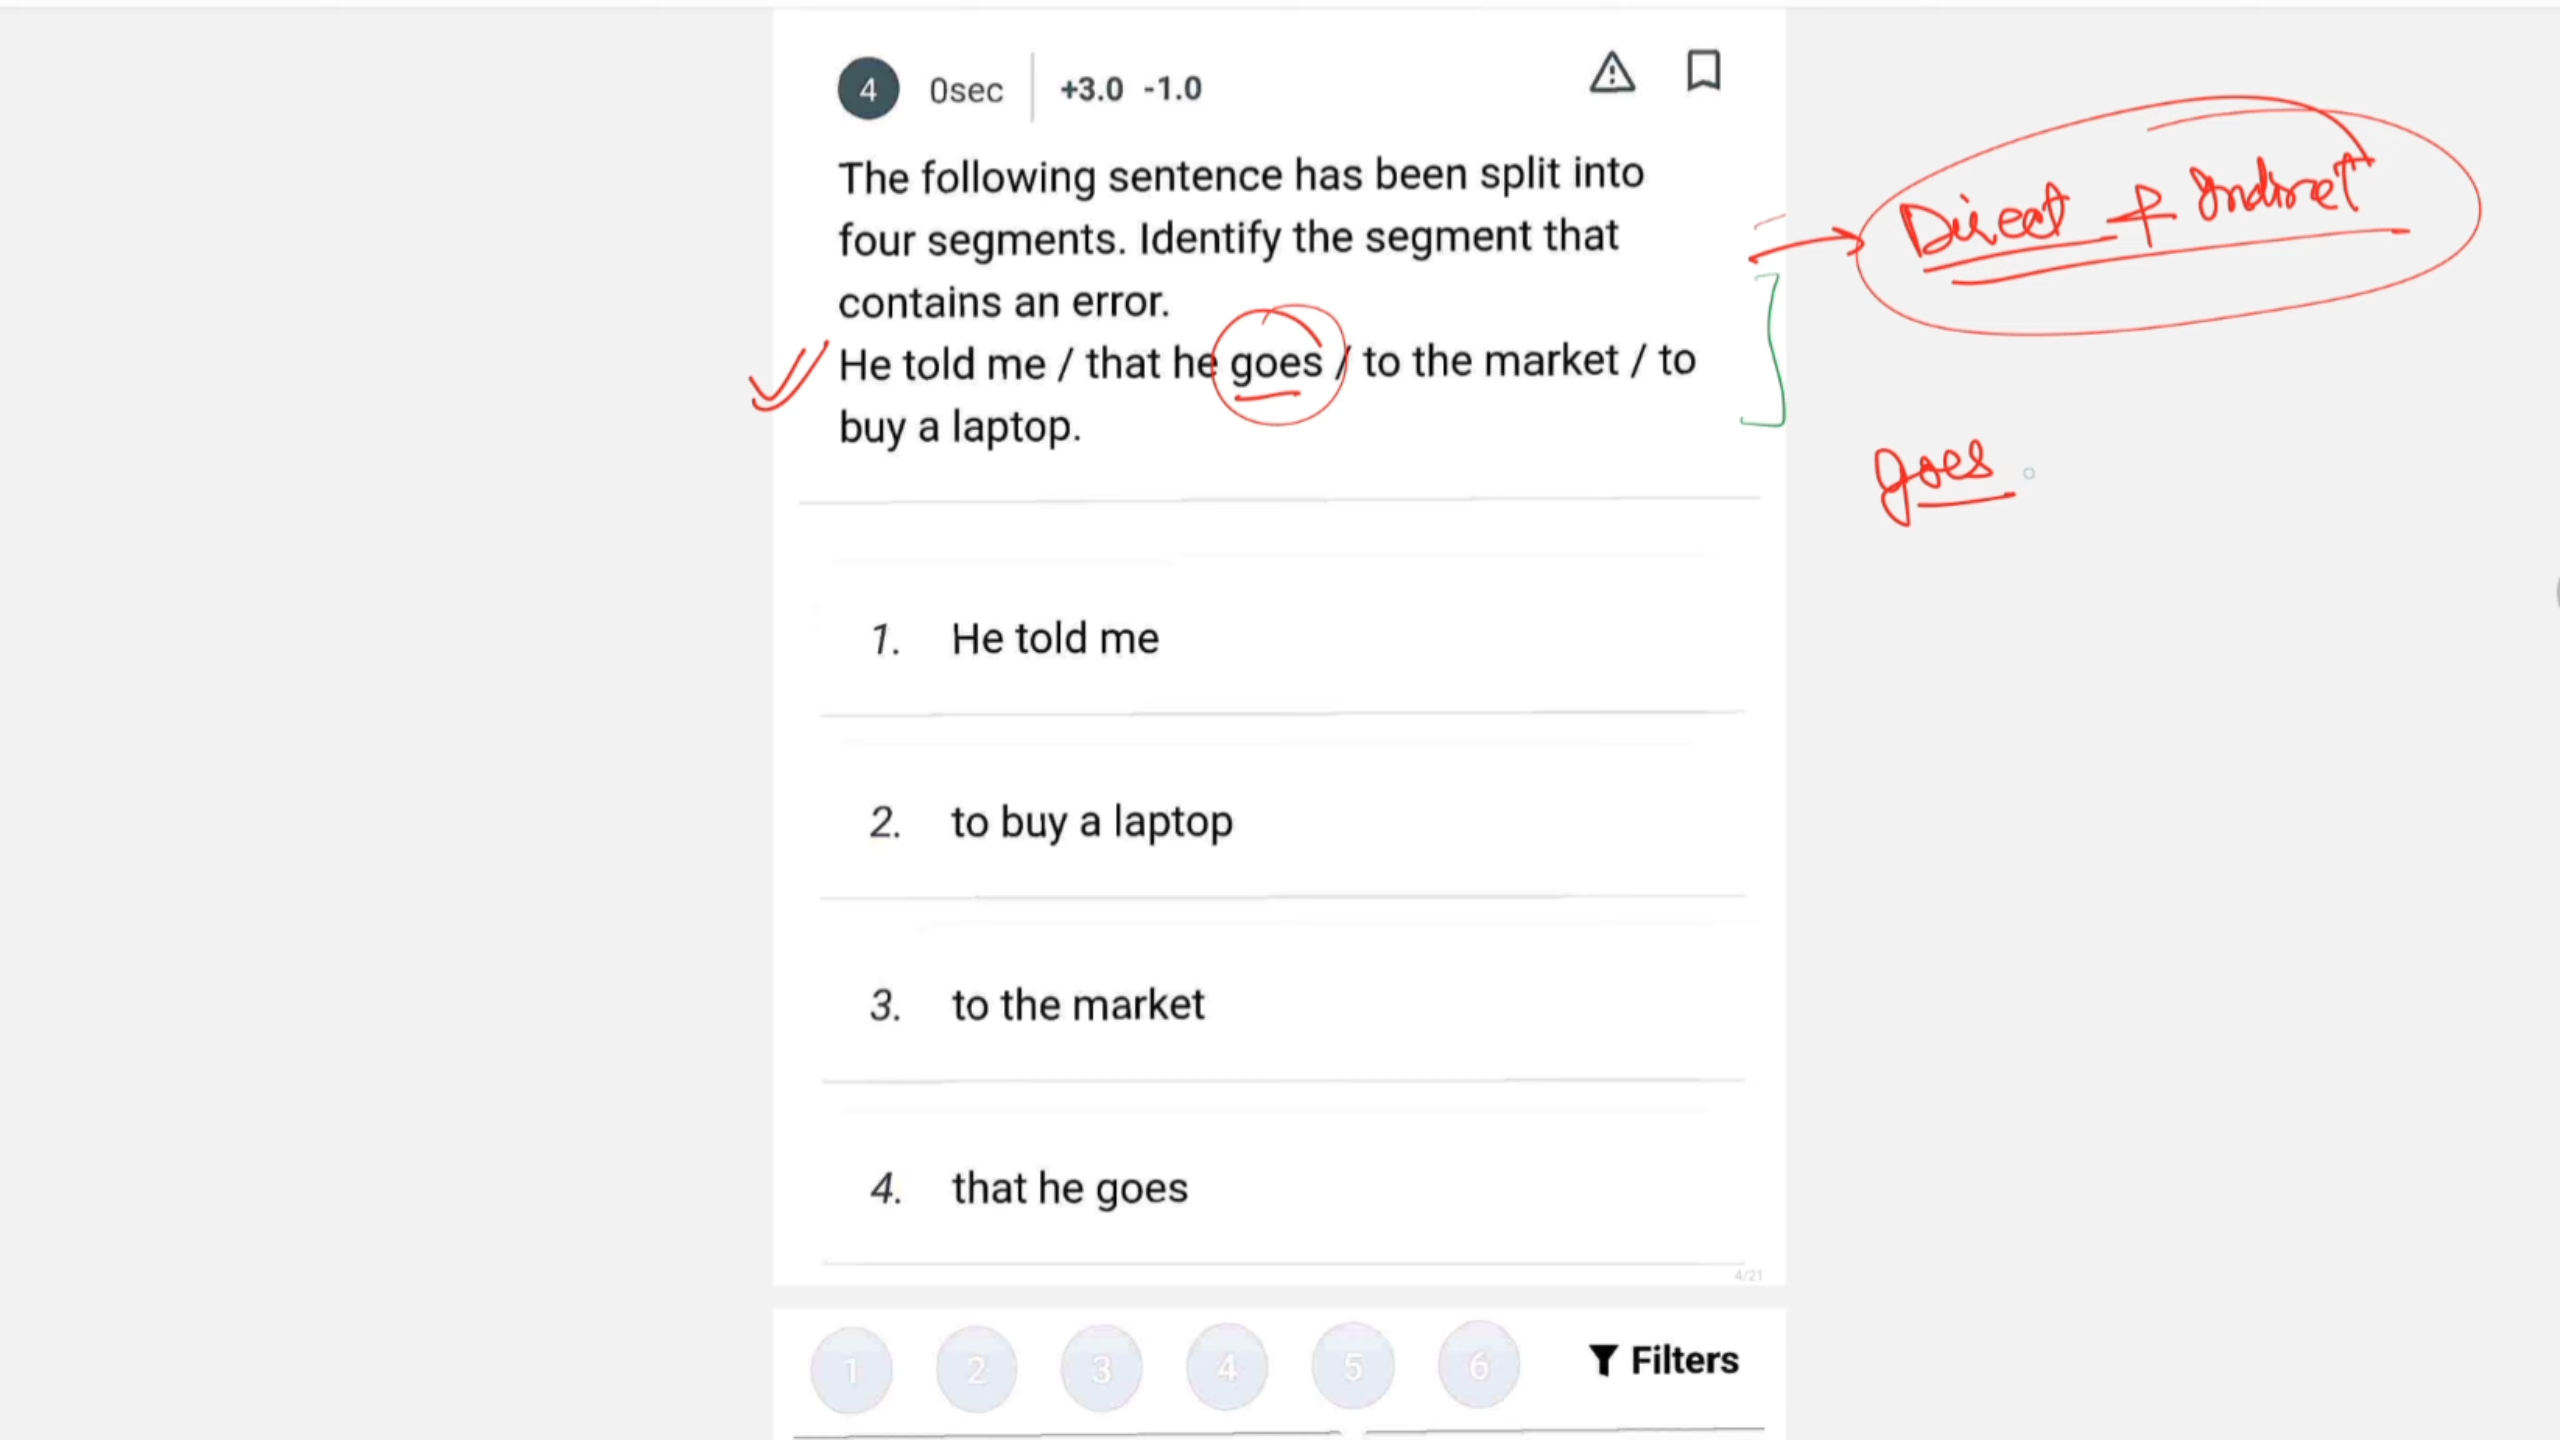 4 0sec +3.0 -1.0
The following sentence has been split into
four segments. Identify the segment that
contains an error.
He told me / that he goes / to the market / to
buy a laptop.
Direct & Indirect
goes
1. He told me
2. to buy a laptop
3. to the market
4. that he goes
4/21
1 2 3 4 5 6 Filters